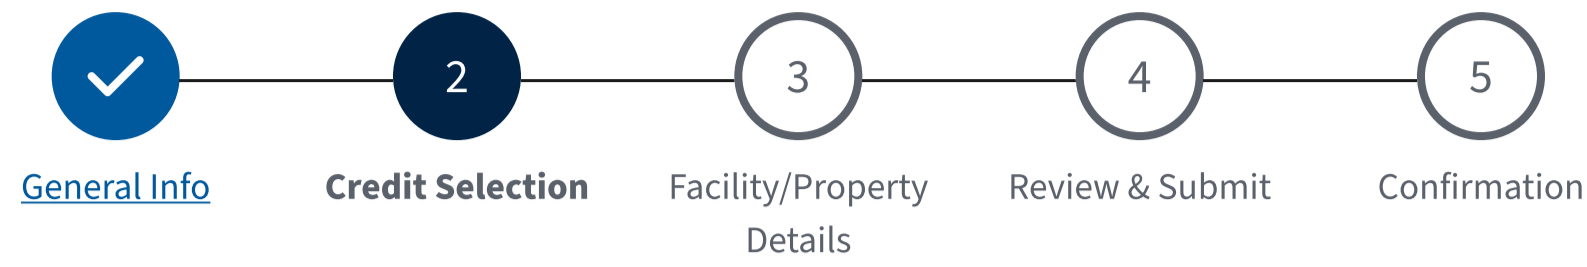 2
3
4
5
General Info
Credit Selection
Facility/Property
Details
Review & Submit
Confirmation